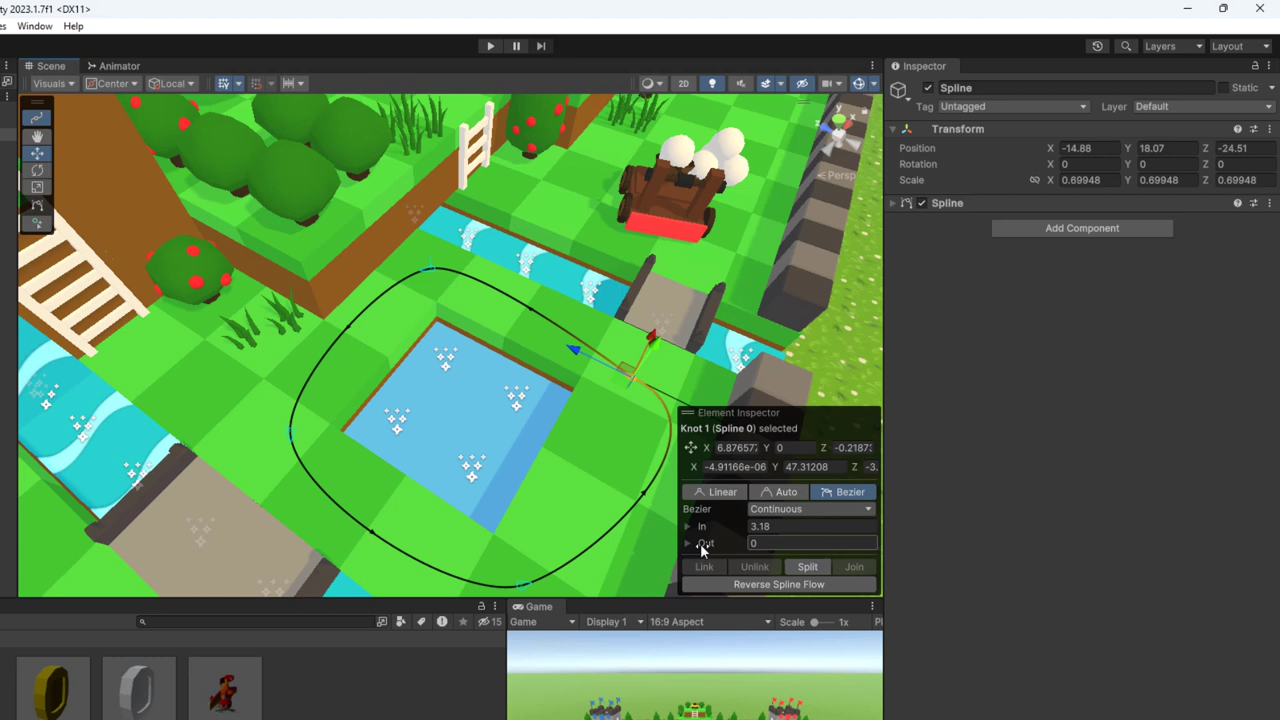 ty 2023.1.7f1 <DX11>
es Window Help
Layers Layout
Scene Animator
Visuals Center Local 2D
Persp
Inspector
Spline Static
Tag Untagged Layer Default
Transform
Position X -14.88 Y 18.07 Z -24.51
Rotation X 0 Y 0 Z 0
Scale X 0.69948 Y 0.69948 Z 0.69948
Spline
Add Component
Element Inspector
Knot 1 (Spline 0) selected
X 6.87657 Y 0 Z -0.2187
X -4.91166e-06 Y 47.31208 Z -3.
Linear Auto Bezier
Bezier Continuous
In 3.18
Out 0
Link Unlink Split Join
Reverse Spline Flow
15
Game
Game Display 1 16:9 Aspect Scale 1x Pl